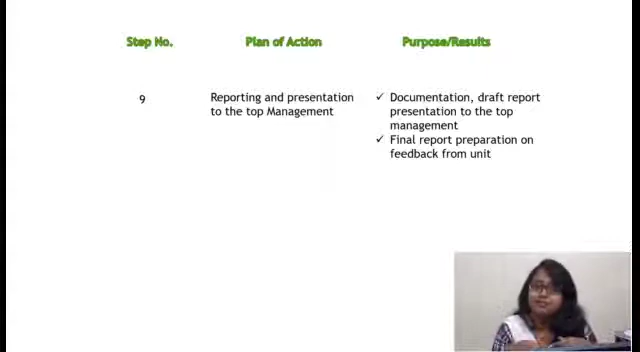 Step No. Plan of Action Purpose/Results
9 Reporting and presentation ✓ Documentation, draft report
to the top Management presentation to the top
management
✓ Final report preparation on
feedback from unit